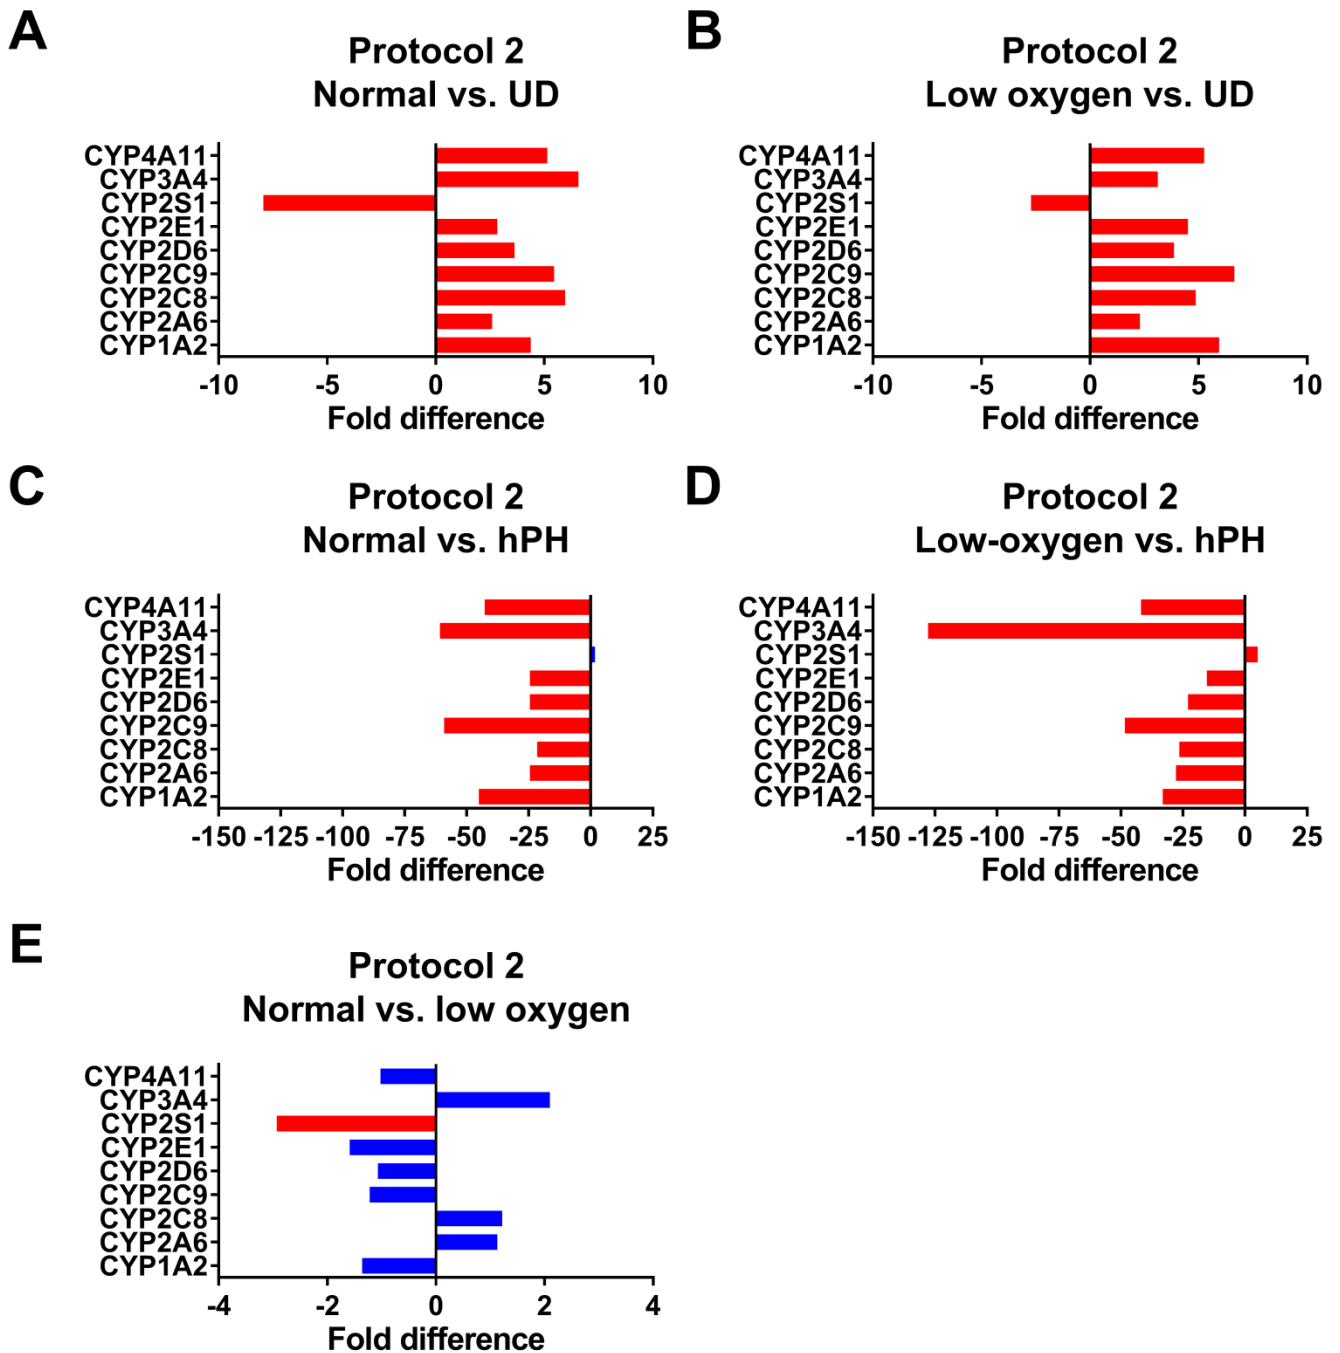 A
Protocol 2
Normal vs. UD
CYP4A11
CYP3A4
CYP2S1
CYP2E1
CYP2D6
CYP2C9
CYP2C8
CYP2A6
CYP1A2
-10 -5 0 5 10
Fold difference
B
Protocol 2
Low oxygen vs. UD
CYP4A11
CYP3A4
CYP2S1
CYP2E1
CYP2D6
CYP2C9
CYP2C8
CYP2A6
CYP1A2
-10 -5 0 5 10
Fold difference
C
Protocol 2
Normal vs. hPH
CYP4A11
CYP3A4
CYP2S1
CYP2E1
CYP2D6
CYP2C9
CYP2C8
CYP2A6
CYP1A2
-150 -125 -100 -75 -50 -25 0 25
Fold difference
D
Protocol 2
Low-oxygen vs. hPH
CYP4A11
CYP3A4
CYP2S1
CYP2E1
CYP2D6
CYP2C9
CYP2C8
CYP2A6
CYP1A2
-150 -125 -100 -75 -50 -25 0 25
Fold difference
E
Protocol 2
Normal vs. low oxygen
CYP4A11
CYP3A4
CYP2S1
CYP2E1
CYP2D6
CYP2C9
CYP2C8
CYP2A6
CYP1A2
-4 -2 0 2 4
Fold difference